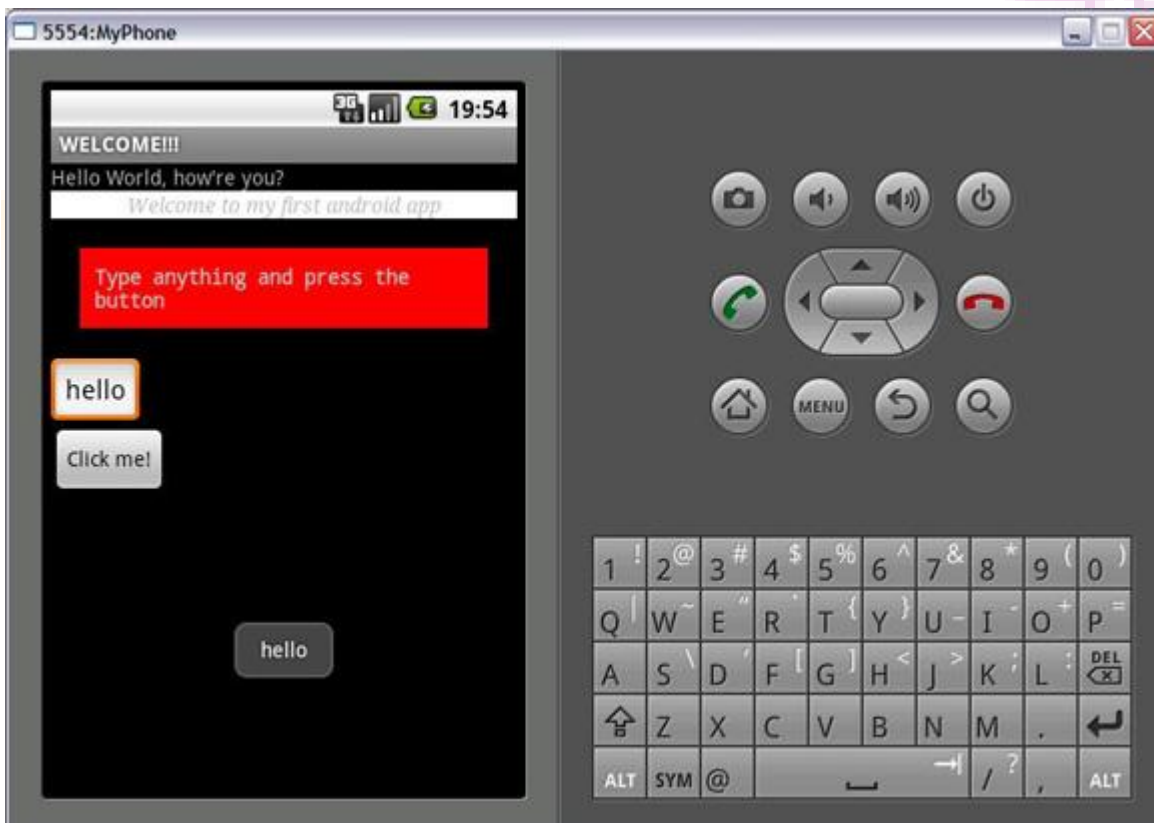 5554:MyPhone
3G 19:54
WELCOME!!!
Hello World, how're you?
Welcome to my first android app
Type anything and press the
button
hello
Click me!
hello
MENU
1 ! 2 @ 3 # 4 $ 5 % 6 ^ 7 & 8 * 9 ( 0 )
Q | W ~ E " R ` T { Y } U _ I - O + P =
A S \ D ' F [ G ] H < J > K ; L : DEL
Z X C V B N M .
ALT SYM @ / ? , ALT